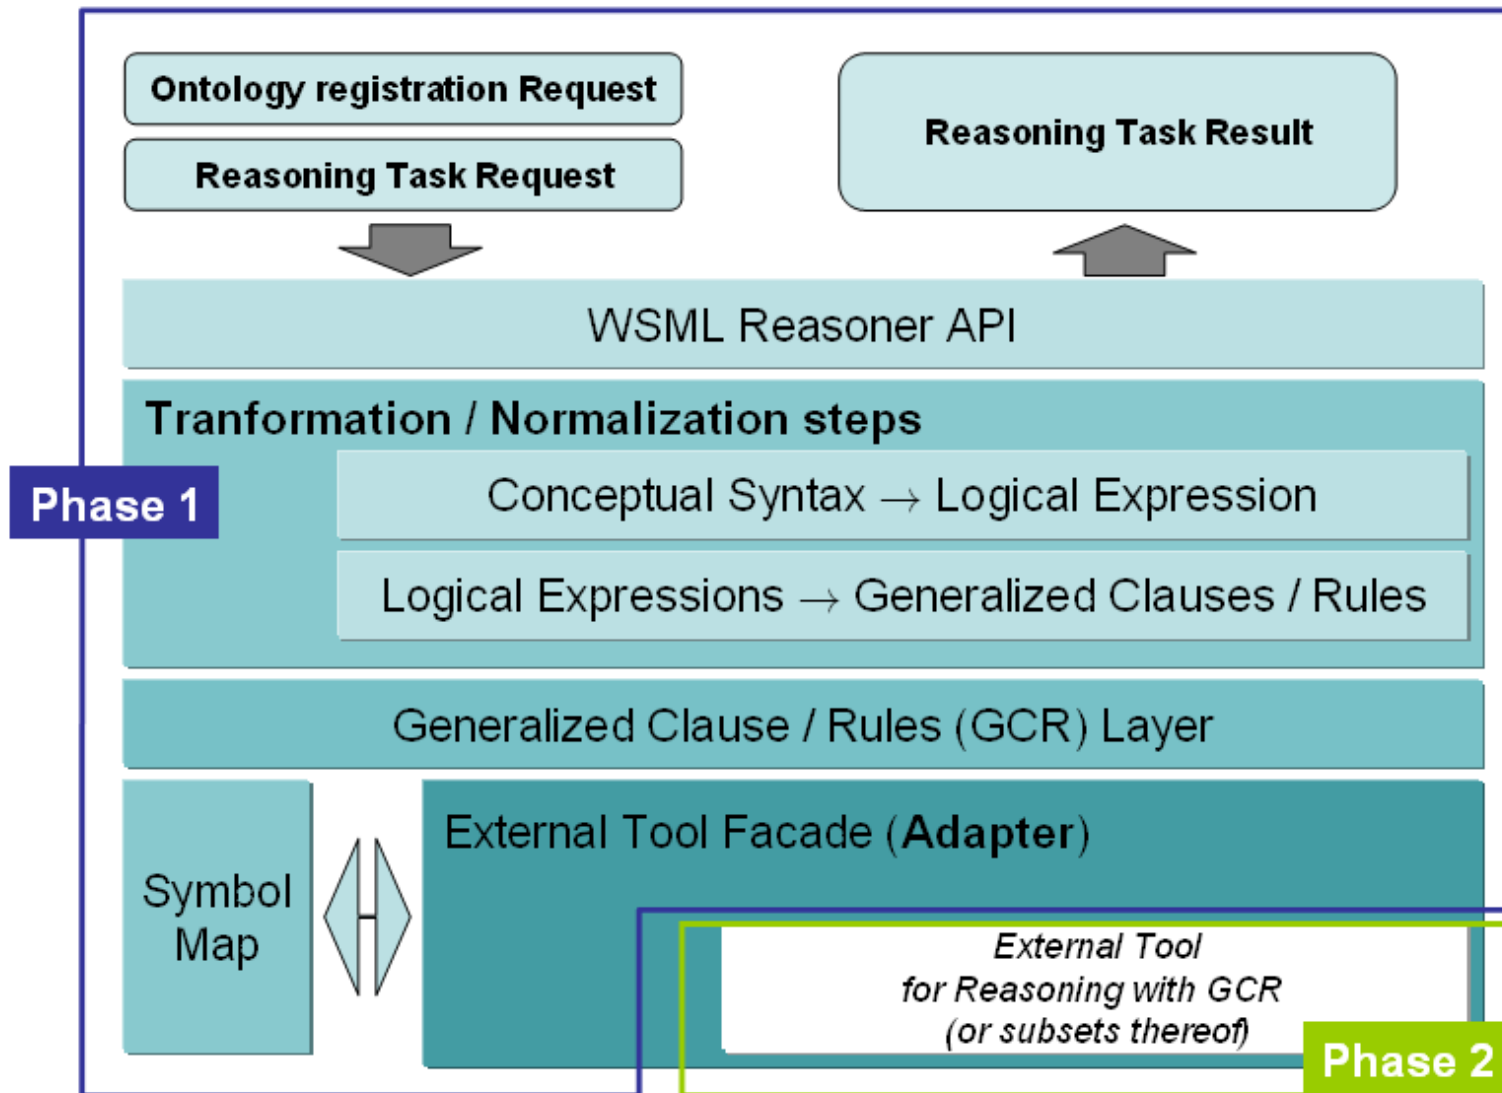 Ontology registration Request
Reasoning Task Request
Reasoning Task Result
WSML Reasoner API
Tranformation / Normalization steps
Phase 1
Conceptual Syntax → Logical Expression
Logical Expressions → Generalized Clauses / Rules
Generalized Clause / Rules (GCR) Layer
Symbol
Map
External Tool Facade (Adapter)
External Tool
for Reasoning with GCR
(or subsets thereof)
Phase 2